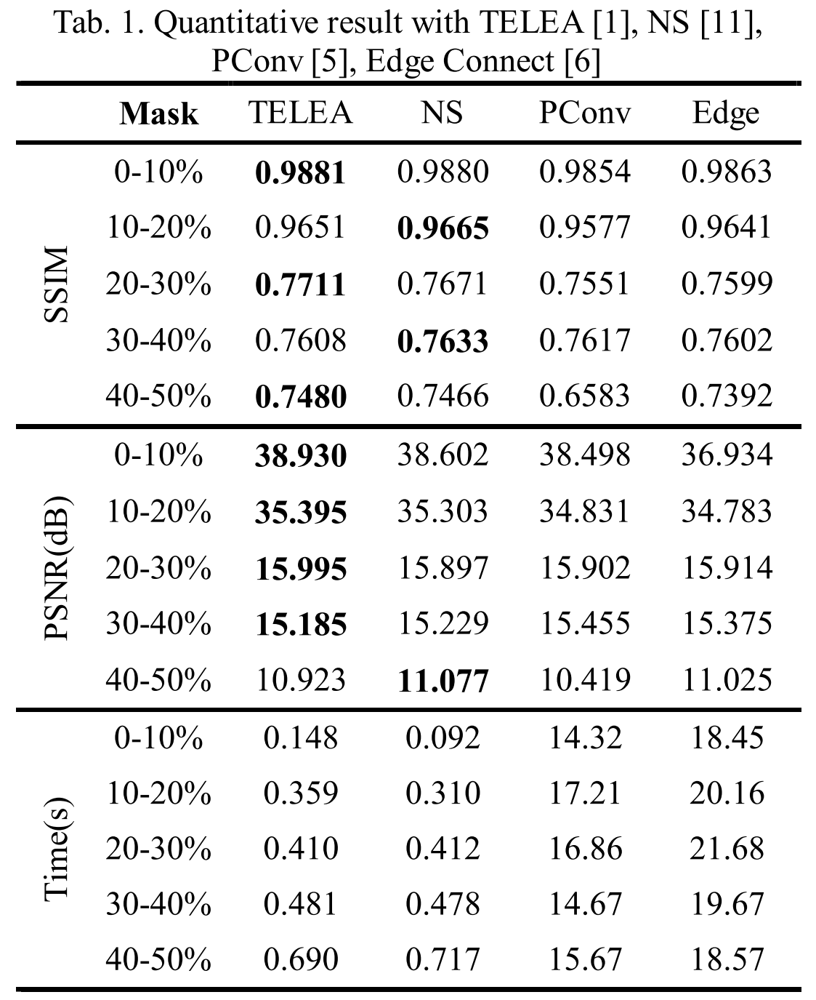 Tab. 1. Quantitative result with TELEA [1], NS [11],
PConv [5], Edge Connect [6]
Mask TELEA NS PConv Edge
SSIM
0-10% 0.9881 0.9880 0.9854 0.9863
10-20% 0.9651 0.9665 0.9577 0.9641
20-30% 0.7711 0.7671 0.7551 0.7599
30-40% 0.7608 0.7633 0.7617 0.7602
40-50% 0.7480 0.7466 0.6583 0.7392
PSNR(dB)
0-10% 38.930 38.602 38.498 36.934
10-20% 35.395 35.303 34.831 34.783
20-30% 15.995 15.897 15.902 15.914
30-40% 15.185 15.229 15.455 15.375
40-50% 10.923 11.077 10.419 11.025
Time(s)
0-10% 0.148 0.092 14.32 18.45
10-20% 0.359 0.310 17.21 20.16
20-30% 0.410 0.412 16.86 21.68
30-40% 0.481 0.478 14.67 19.67
40-50% 0.690 0.717 15.67 18.57